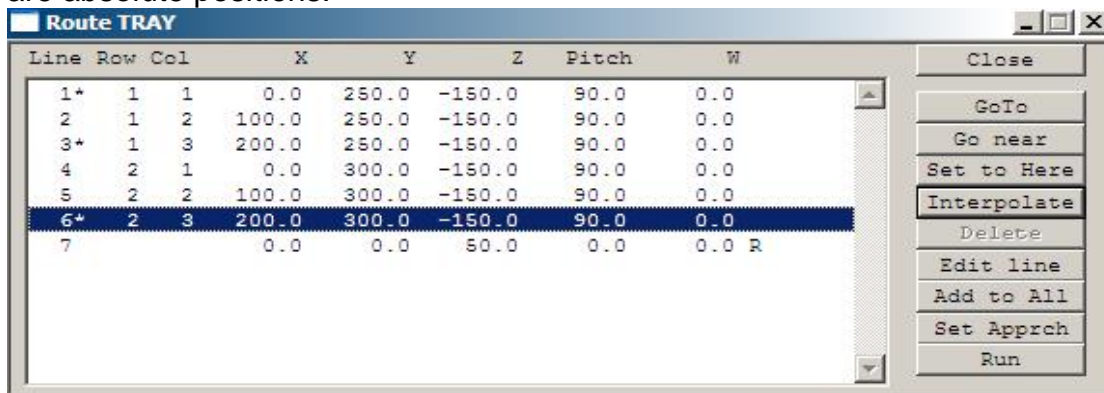 are absolute positions.
Route TRAY
Line Row Col X Y Z Pitch W
1* 1 1 0.0 250.0 -150.0 90.0 0.0
2 1 2 100.0 250.0 -150.0 90.0 0.0
3* 1 3 200.0 250.0 -150.0 90.0 0.0
4 2 1 0.0 300.0 -150.0 90.0 0.0
5 2 2 100.0 300.0 -150.0 90.0 0.0
6* 2 3 200.0 300.0 -150.0 90.0 0.0
7 0.0 0.0 50.0 0.0 0.0 R
Close
GoTo
Go near
Set to Here
Interpolate
Delete
Edit line
Add to All
Set Apprch
Run